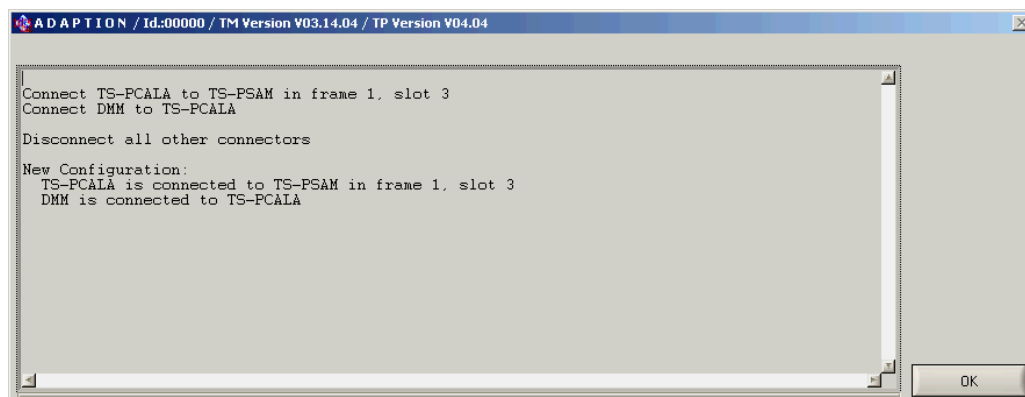 A D A P T I O N / Id.:00000 / TM Version V03.14.04 / TP Version V04.04
Connect TS-PCALA to TS-PSAM in frame 1, slot 3
Connect DMM to TS-PCALA
Disconnect all other connectors
New Configuration:
TS-PCALA is connected to TS-PSAM in frame 1, slot 3
DMM is connected to TS-PCALA
OK